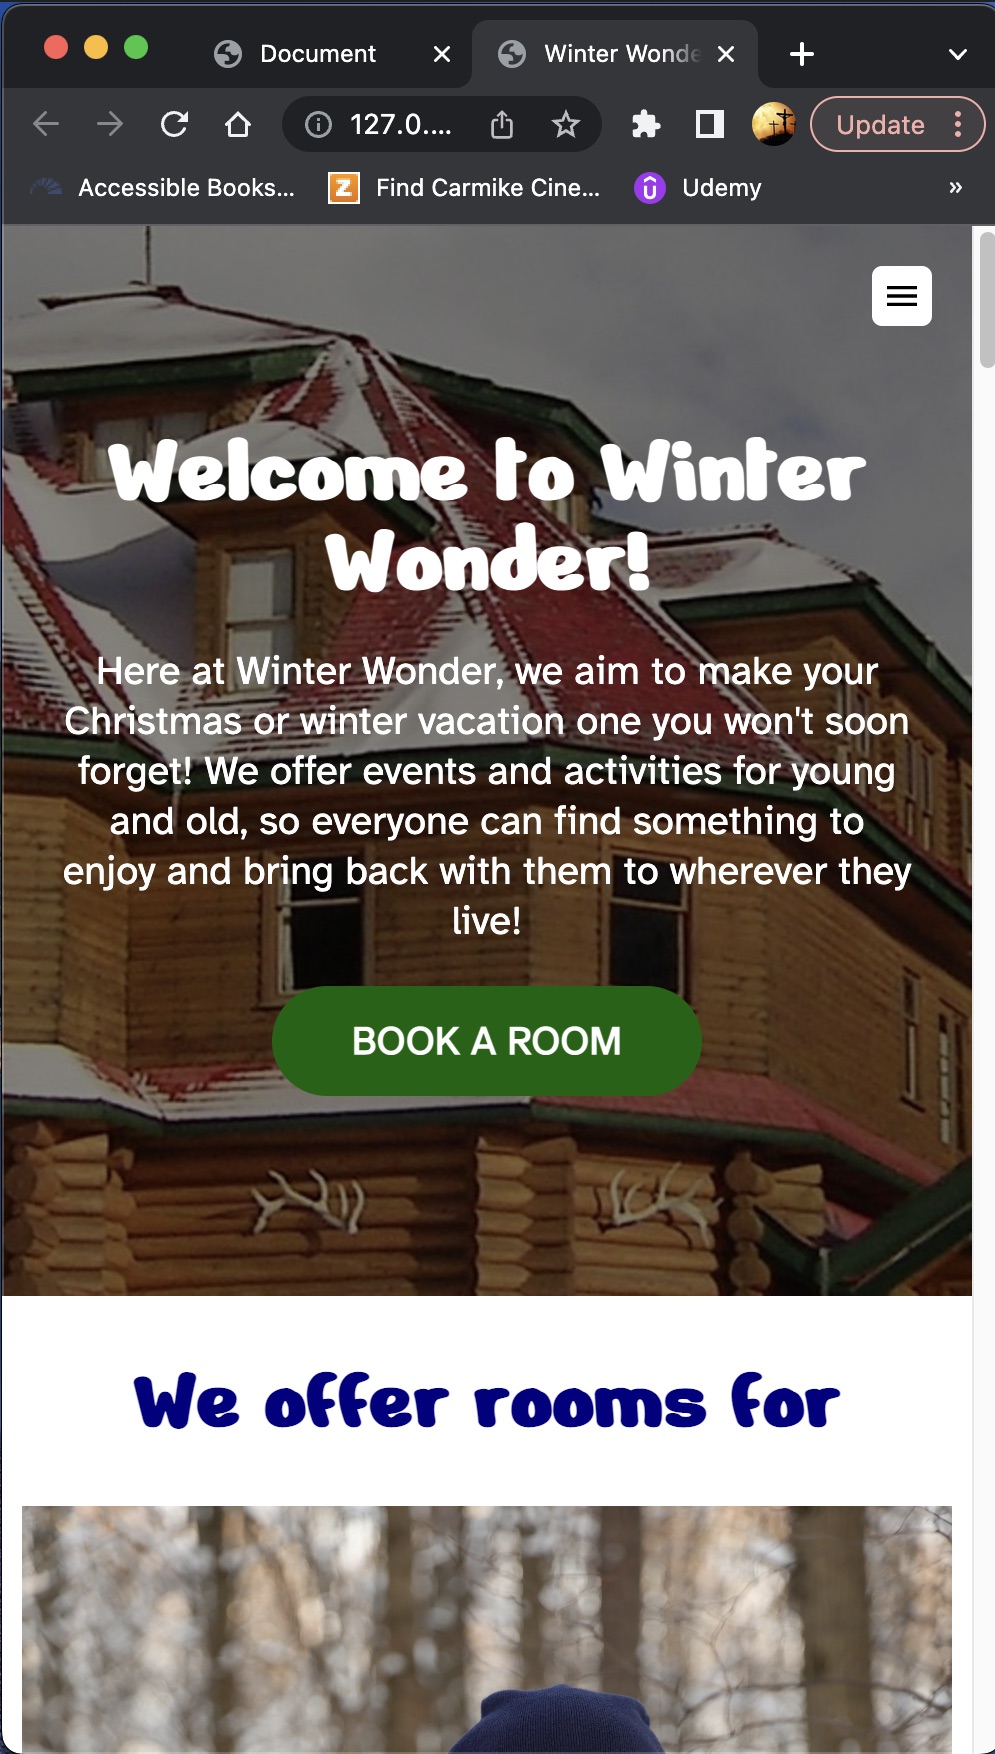 Document
Winter Wonde
127.0....
Update
Accessible Books...
Find Carmike Cine...
Udemy
»
Welcome to Winter
Wonder!
Here at Winter Wonder, we aim to make your
Christmas or winter vacation one you won't soon
forget! We offer events and activities for young
and old, so everyone can find something to
enjoy and bring back with them to wherever they
live!
BOOK A ROOM
We offer rooms for